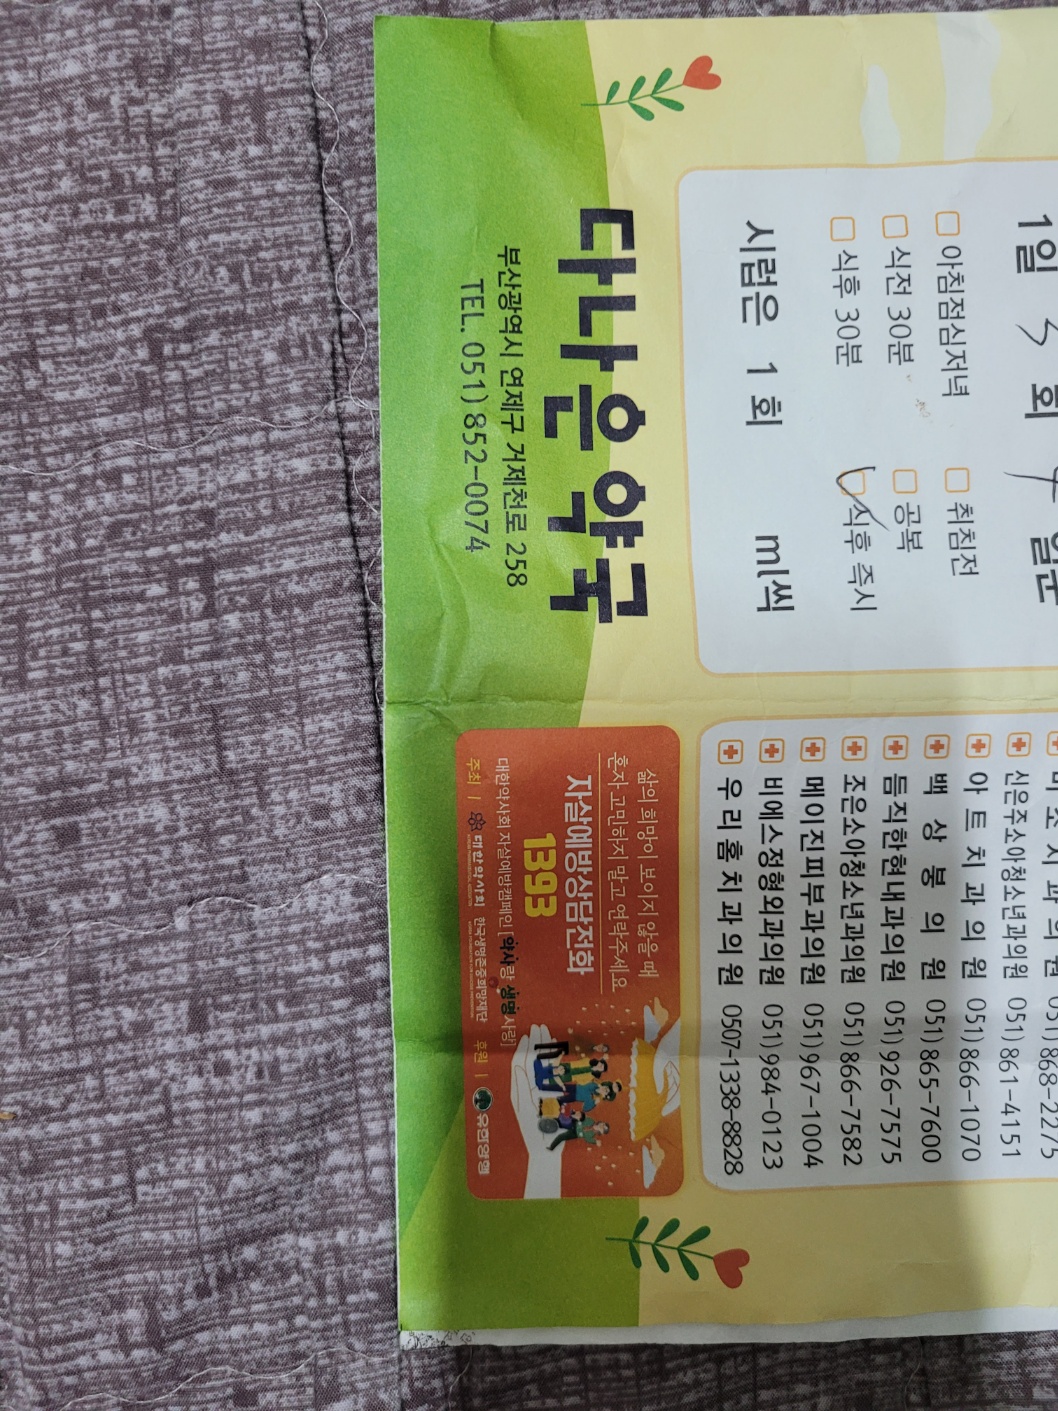 1일 3 회
아침점심저녁
취침전
식전 30분
공복
식후 30분
식후 즉시
시럽은 1 회 ml씩
다나은약국
부산광역시 연제구 거제천로 258
TEL. 051) 852-0074
051) 868-2275
신은주소아청소년과의원 051) 861-4151
아트치과의원 051) 866-1070
백상봉의원 051) 865-7600
듬직한현내과의원 051) 926-7575
조은소아청소년과의원 051) 866-7582
메이진피부과의원 051) 967-1004
비에스정형외과의원 051) 984-0123
우리홈치과의원 0507-1338-8828
삶의 희망이 보이지 않을 때
혼자 고민하지 말고 연락주세요
자살예방상담전화
1393
대한약사회 자살예방캠페인 [약사랑 생명사랑]
주최 | 대한약사회 한국생명존중희망재단 후원 | 유한양행